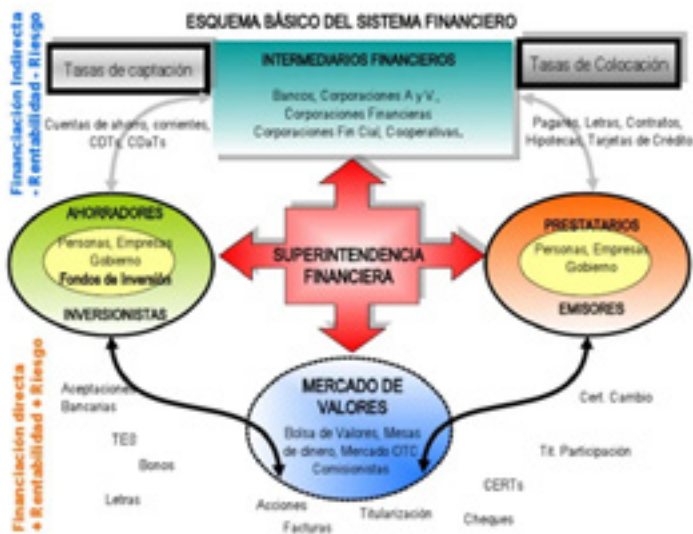 ESQUEMA BÁSICO DEL SISTEMA FINANCIERO
Financiación Indirecta
- Rentabilidad - Riesgo
Tasas de captación
INTERMEDIARIOS FINANCIEROS
Bancos, Corporaciones A y V.,
Corporaciones Financieras
Corporaciones Fin Cial, Cooperativas.
Tasas de Colocación
Cuentas de ahorro, corrientes,
CDTs, CDaTs
Pagarés, Letras, Contratos,
Hipotecas, Tarjetas de Crédito
AHORRADORES
Personas, Empresas
Gobierno
Fondos de Inversión
INVERSIONISTAS
SUPERINTENDENCIA
FINANCIERA
PRESTATARIOS
Personas, Empresas
Gobierno
EMISORES
Financiación directa
+ Rentabilidad + Riesgo
MERCADO DE
VALORES
Bolsa de Valores, Mesas
de dinero, Mercado OTC
Comisionistas
Aceptaciones
Bancarias
TES
Bonos
Letras
Acciones
Facturas
Titularización
Cheques
CERTs
Tit. Participación
Cert. Cambio